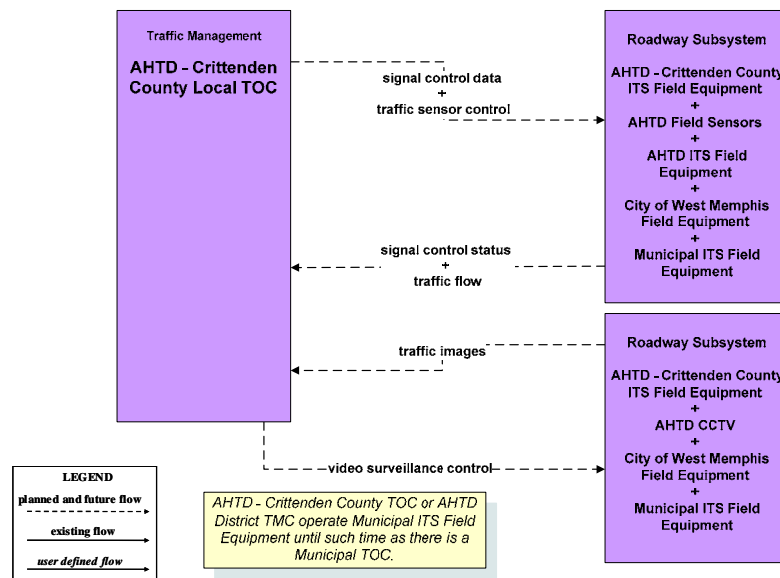 Traffic Management
AHTD - Crittenden
County Local TOC
signal control data
+
traffic sensor control
signal control status
+
traffic flow
traffic images
video surveillance control
Roadway Subsystem
AHTD - Crittenden County
ITS Field Equipment
+
AHTD Field Sensors
+
AHTD ITS Field
Equipment
+
City of West Memphis
Field Equipment
+
Municipal ITS Field
Equipment
Roadway Subsystem
AHTD - Crittenden County
ITS Field Equipment
+
AHTD CCTV
+
City of West Memphis
Field Equipment
+
Municipal ITS Field
Equipment
LEGEND
planned and future flow
existing flow
user defined flow
AHTD - Crittenden County TOC or AHTD
District TMC operate Municipal ITS Field
Equipment until such time as there is a
Municipal TOC.